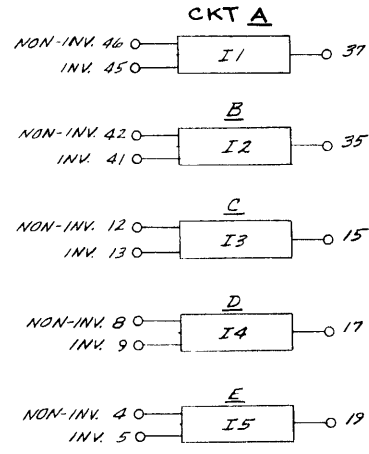 CKT A
NON-INV. 46
I1
37
INV. 45
B
NON-INV. 42
I2
35
INV. 41
C
NON-INV. 12
I3
15
INV. 13
D
NON-INV. 8
I4
17
INV. 9
E
NON-INV. 4
I5
19
INV. 5